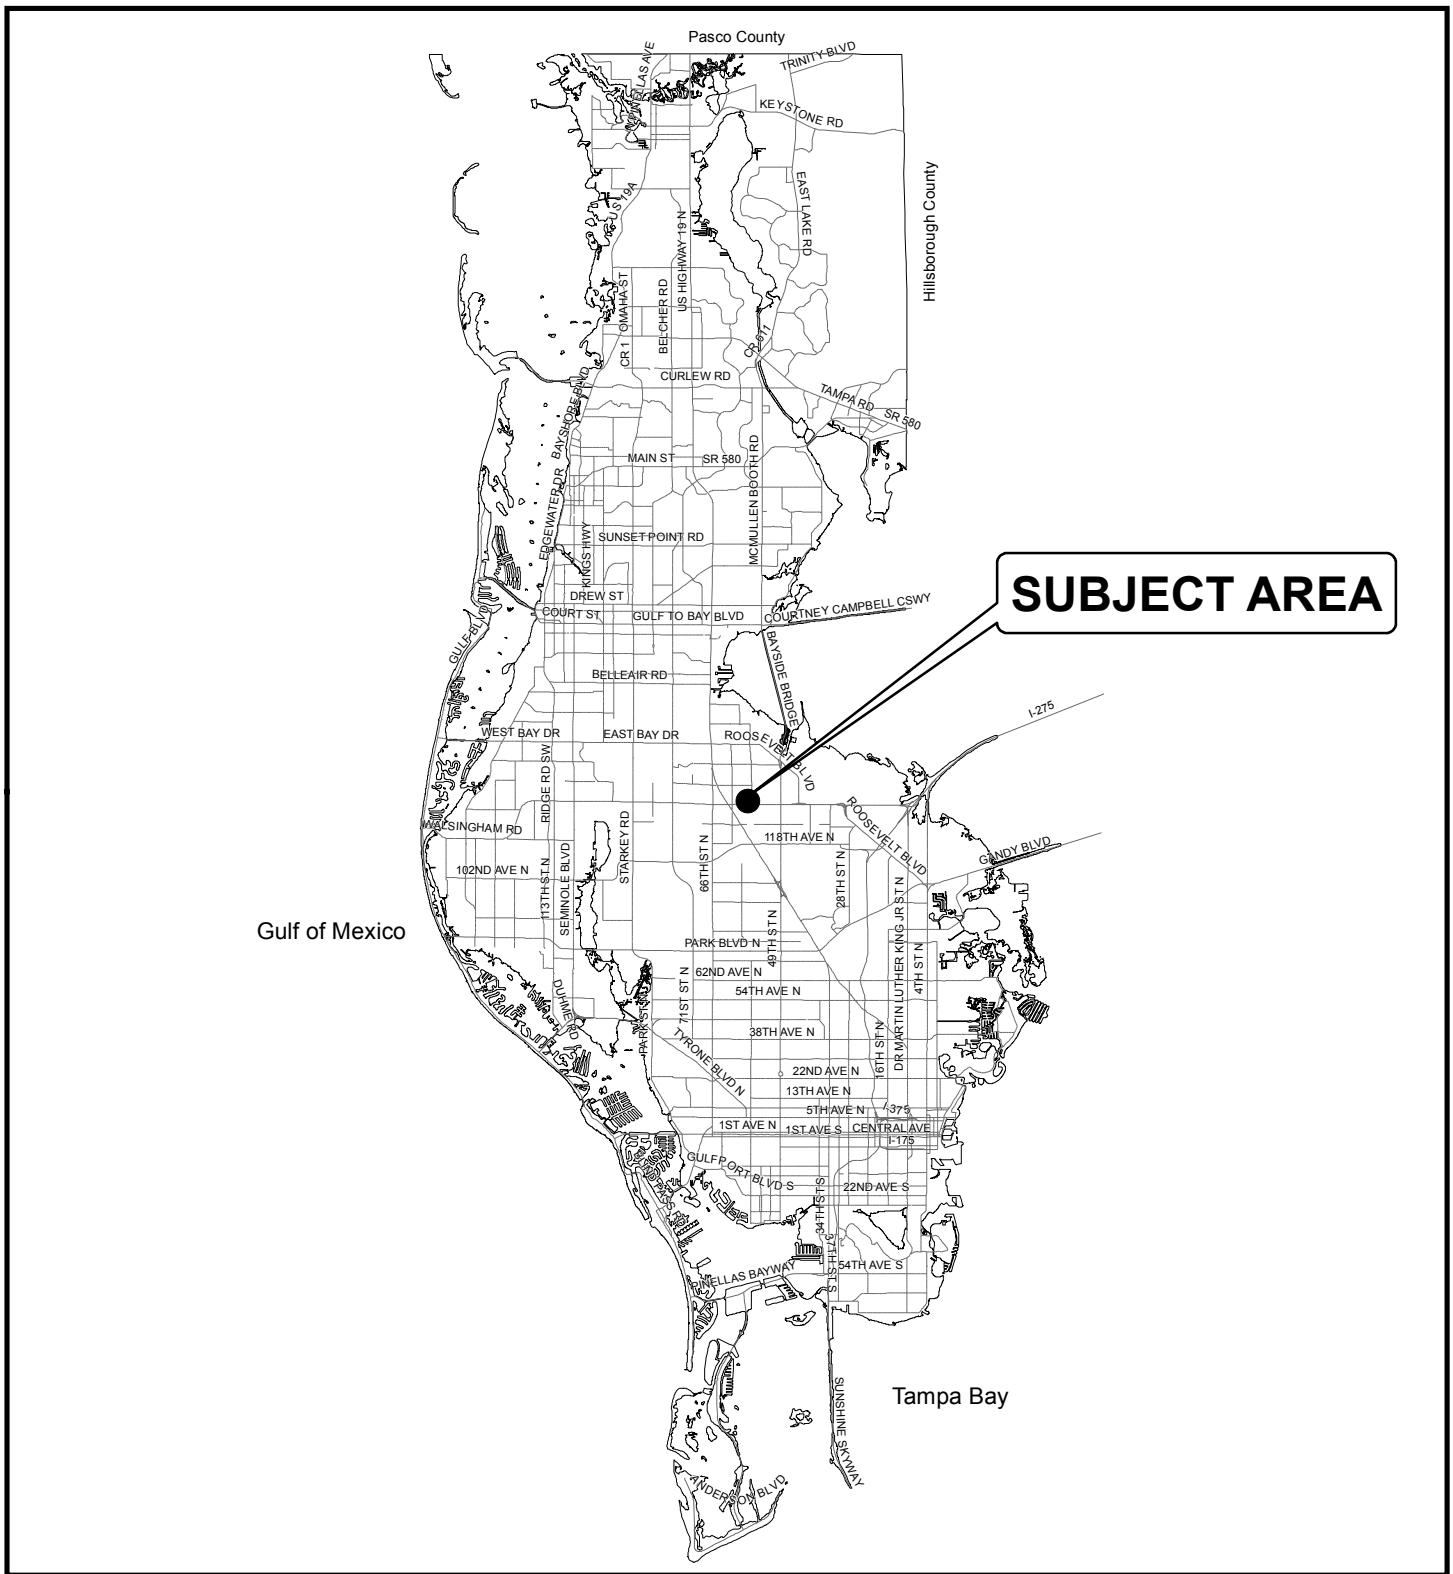 Pasco County
TRINITY BLVD
KEYSTONE RD
Hillsborough County
EAST LAKE RD
US 19A
US HIGHWAY 19 N
OMAHA ST
BELCHER RD
CR 1
CR 611
CURLEW RD
TAMPA RD
SR 580
BAYSHORE BLVD
MAIN ST
SR 580
MCMULLEN BOOTH RD
EDGEWATER DR
KINGS HWY
SUNSET POINT RD
SUBJECT AREA
DREW ST
COURT ST
GULF TO BAY BLVD
COURTNEY CAMPBELL CSWY
GULF BLVD
BAYSIDE BRIDGE
BELLEAIR RD
I-275
WEST BAY DR
EAST BAY DR
ROOSEVELT BLVD
RIDGE RD SW
ROOSEVELT BLVD
WALSINGHAM RD
STARKEY RD
118TH AVE N
GANDY BLVD
102ND AVE N
113TH ST N
SEMINOLE BLVD
66TH ST N
28TH ST N
DR MARTIN LUTHER KING JR ST N
Gulf of Mexico
49TH ST N
PARK BLVD N
4TH ST N
62ND AVE N
71ST ST N
54TH AVE N
DUHME RD
PARK ST N
38TH AVE N
16TH ST N
TYRONE BLVD N
22ND AVE N
13TH AVE N
5TH AVE N
I-375
1ST AVE N
1ST AVE S
CENTRAL AVE
I-175
GULFPORT BLVD S
22ND AVE S
34TH ST S
37TH ST S
54TH AVE S
PINELLAS BAYWAY
SUNSHINE SKYWAY
Tampa Bay
ANDERSON BLVD